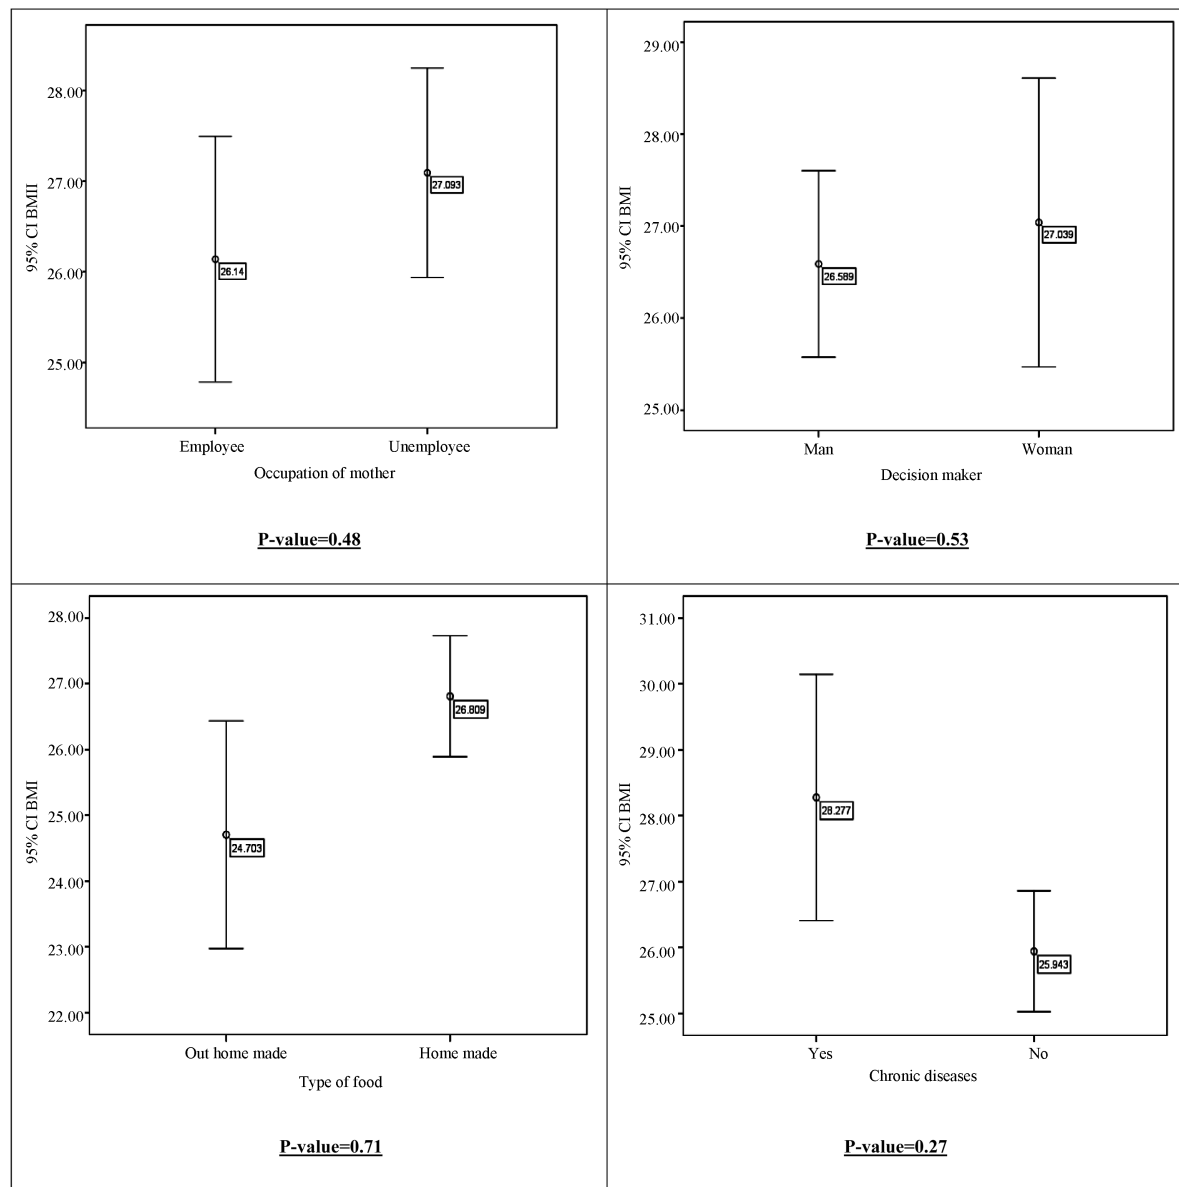 95% CI BMII
28.00
27.00
26.00
25.00
26.14
27.093
Employee
Unemployee
Occupation of mother
P-value=0.48
95% CI BMI
29.00
28.00
27.00
26.00
25.00
26.589
27.039
Man
Woman
Decision maker
P-value=0.53
95% CI BMI
28.00
27.00
26.00
25.00
24.00
23.00
22.00
24.703
26.809
Out home made
Home made
Type of food
P-value=0.71
95% CI BMI
31.00
30.00
29.00
28.00
27.00
26.00
25.00
28.277
25.943
Yes
No
Chronic diseases
P-value=0.27